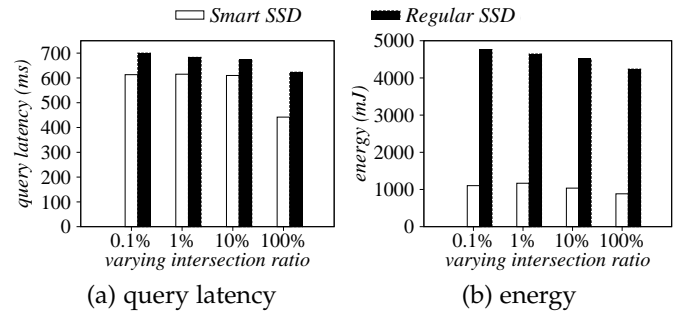 Smart SSD Regular SSD
query latency (ms)
700
600
500
400
300
200
100
0
0.1% 1% 10% 100%
varying intersection ratio
(a) query latency
energy (mJ)
5000
4000
3000
2000
1000
0
0.1% 1% 10% 100%
varying intersection ratio
(b) energy